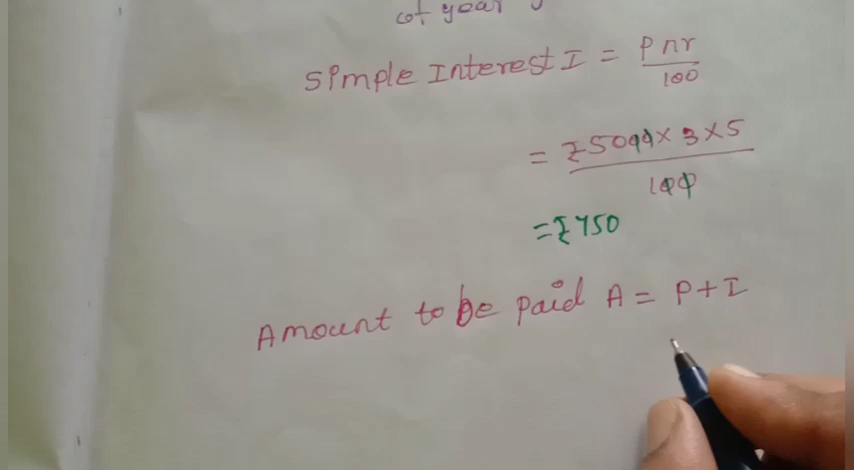 of year
Simple Interest I = Pnr
100
= ₹5000 × 3 × 5
100
= ₹750
Amount to be paid A = P + I